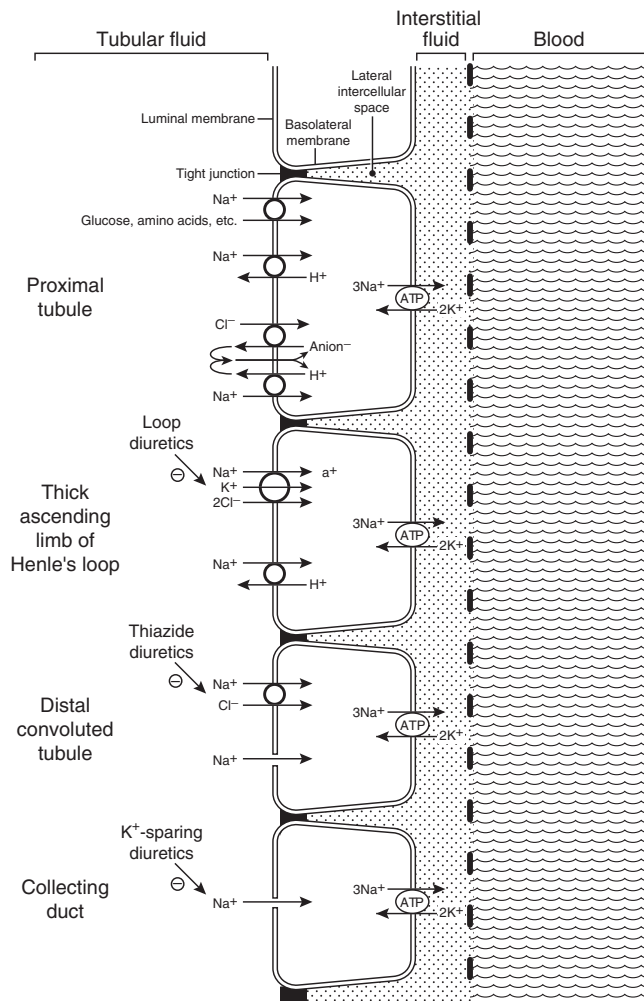 Tubular fluid
Interstitial
fluid
Blood
Luminal membrane
Basolateral
membrane
Lateral
intercellular
space
Tight junction
Proximal
tubule
Na+
Glucose, amino acids, etc.
Na+
H+
Cl−
Anion−
H+
Na+
3Na+
ATP
2K+
Loop
diuretics
⊖
Thick
ascending
limb of
Henle's loop
Na+
a+
K+
2Cl−
Na+
H+
3Na+
ATP
2K+
Thiazide
diuretics
⊖
Distal
convoluted
tubule
Na+
Cl−
Na+
3Na+
ATP
2K+
K+-sparing
diuretics
⊖
Collecting
duct
Na+
3Na+
ATP
2K+